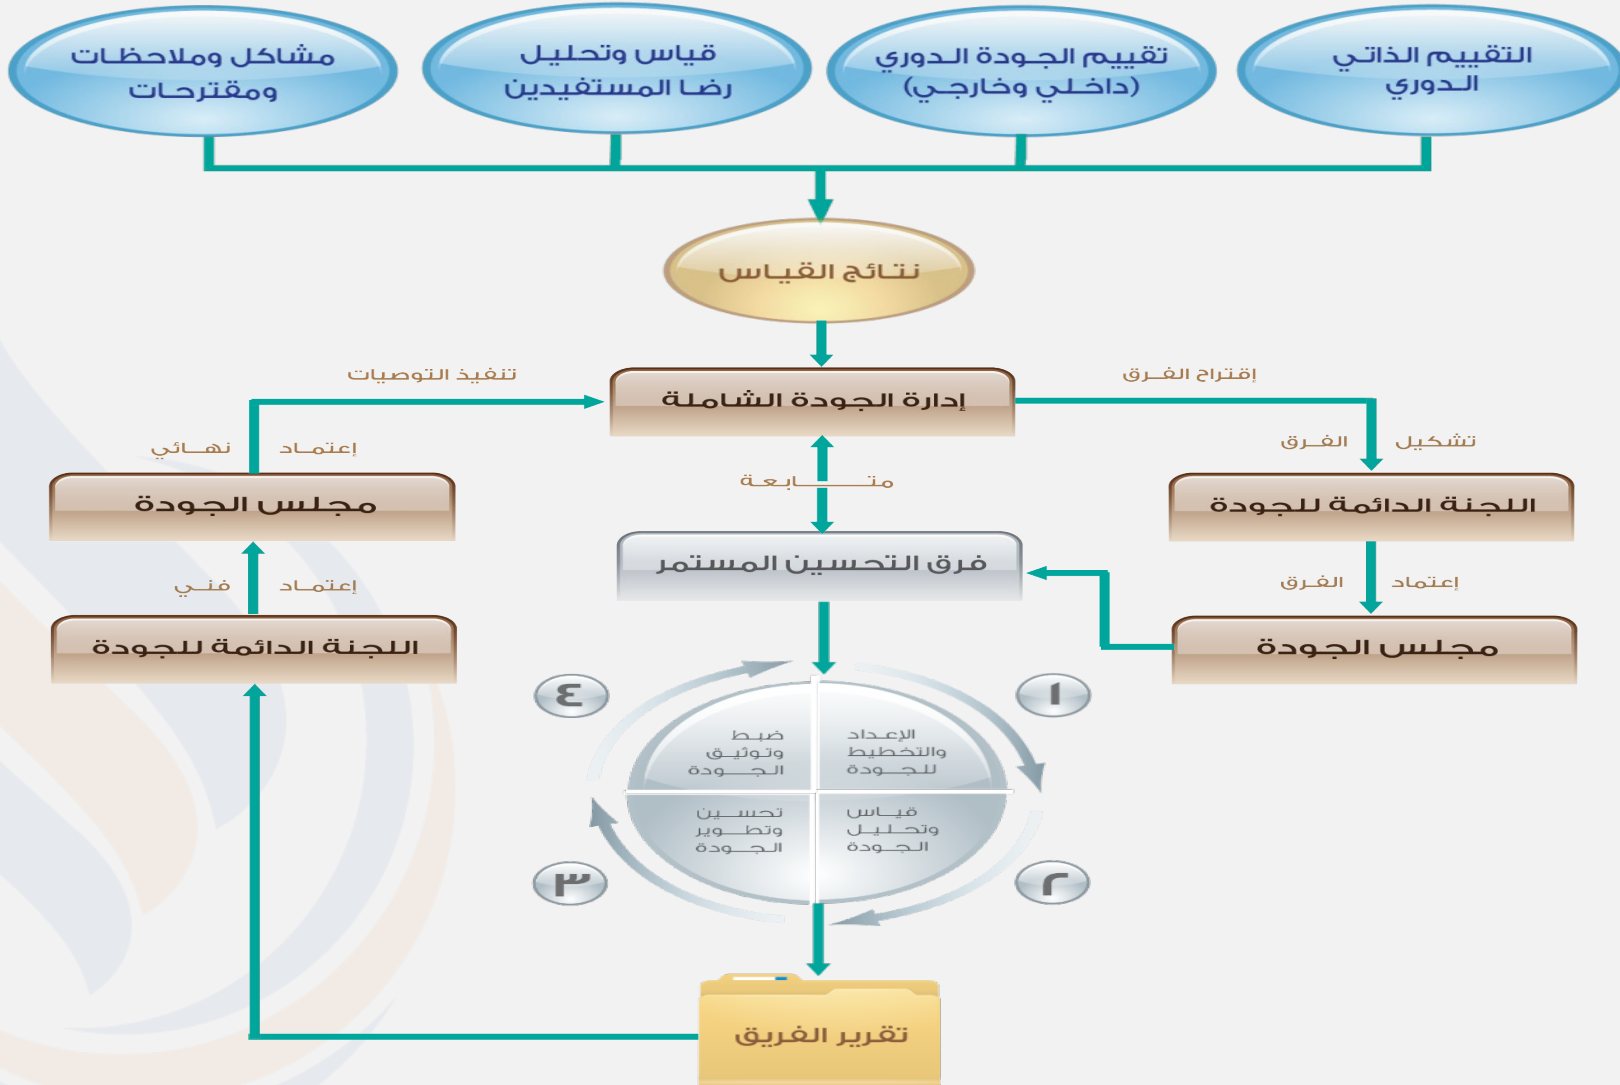 التقييم الذاتي
الدوري
تقييم الجودة الدوري
(داخلي وخارجي)
قياس وتحليل
رضا المستفيدين
مشاكل وملاحظات
ومقترحات
نتائج القياس
إقتراح الفرق
إدارة الجودة الشاملة
تنفيذ التوصيات
تشكيل الفرق
إعتماد نهائي
متابعة
اللجنة الدائمة للجودة
مجلس الجودة
فرق التحسين المستمر
إعتماد الفرق
إعتماد فني
مجلس الجودة
اللجنة الدائمة للجودة
١
الإعداد
والتخطيط
للجودة
٢
قياس
وتحليل
الجودة
٣
تحسين
وتطوير
الجودة
٤
ضبط
وتوثيق
الجودة
تقرير الفريق